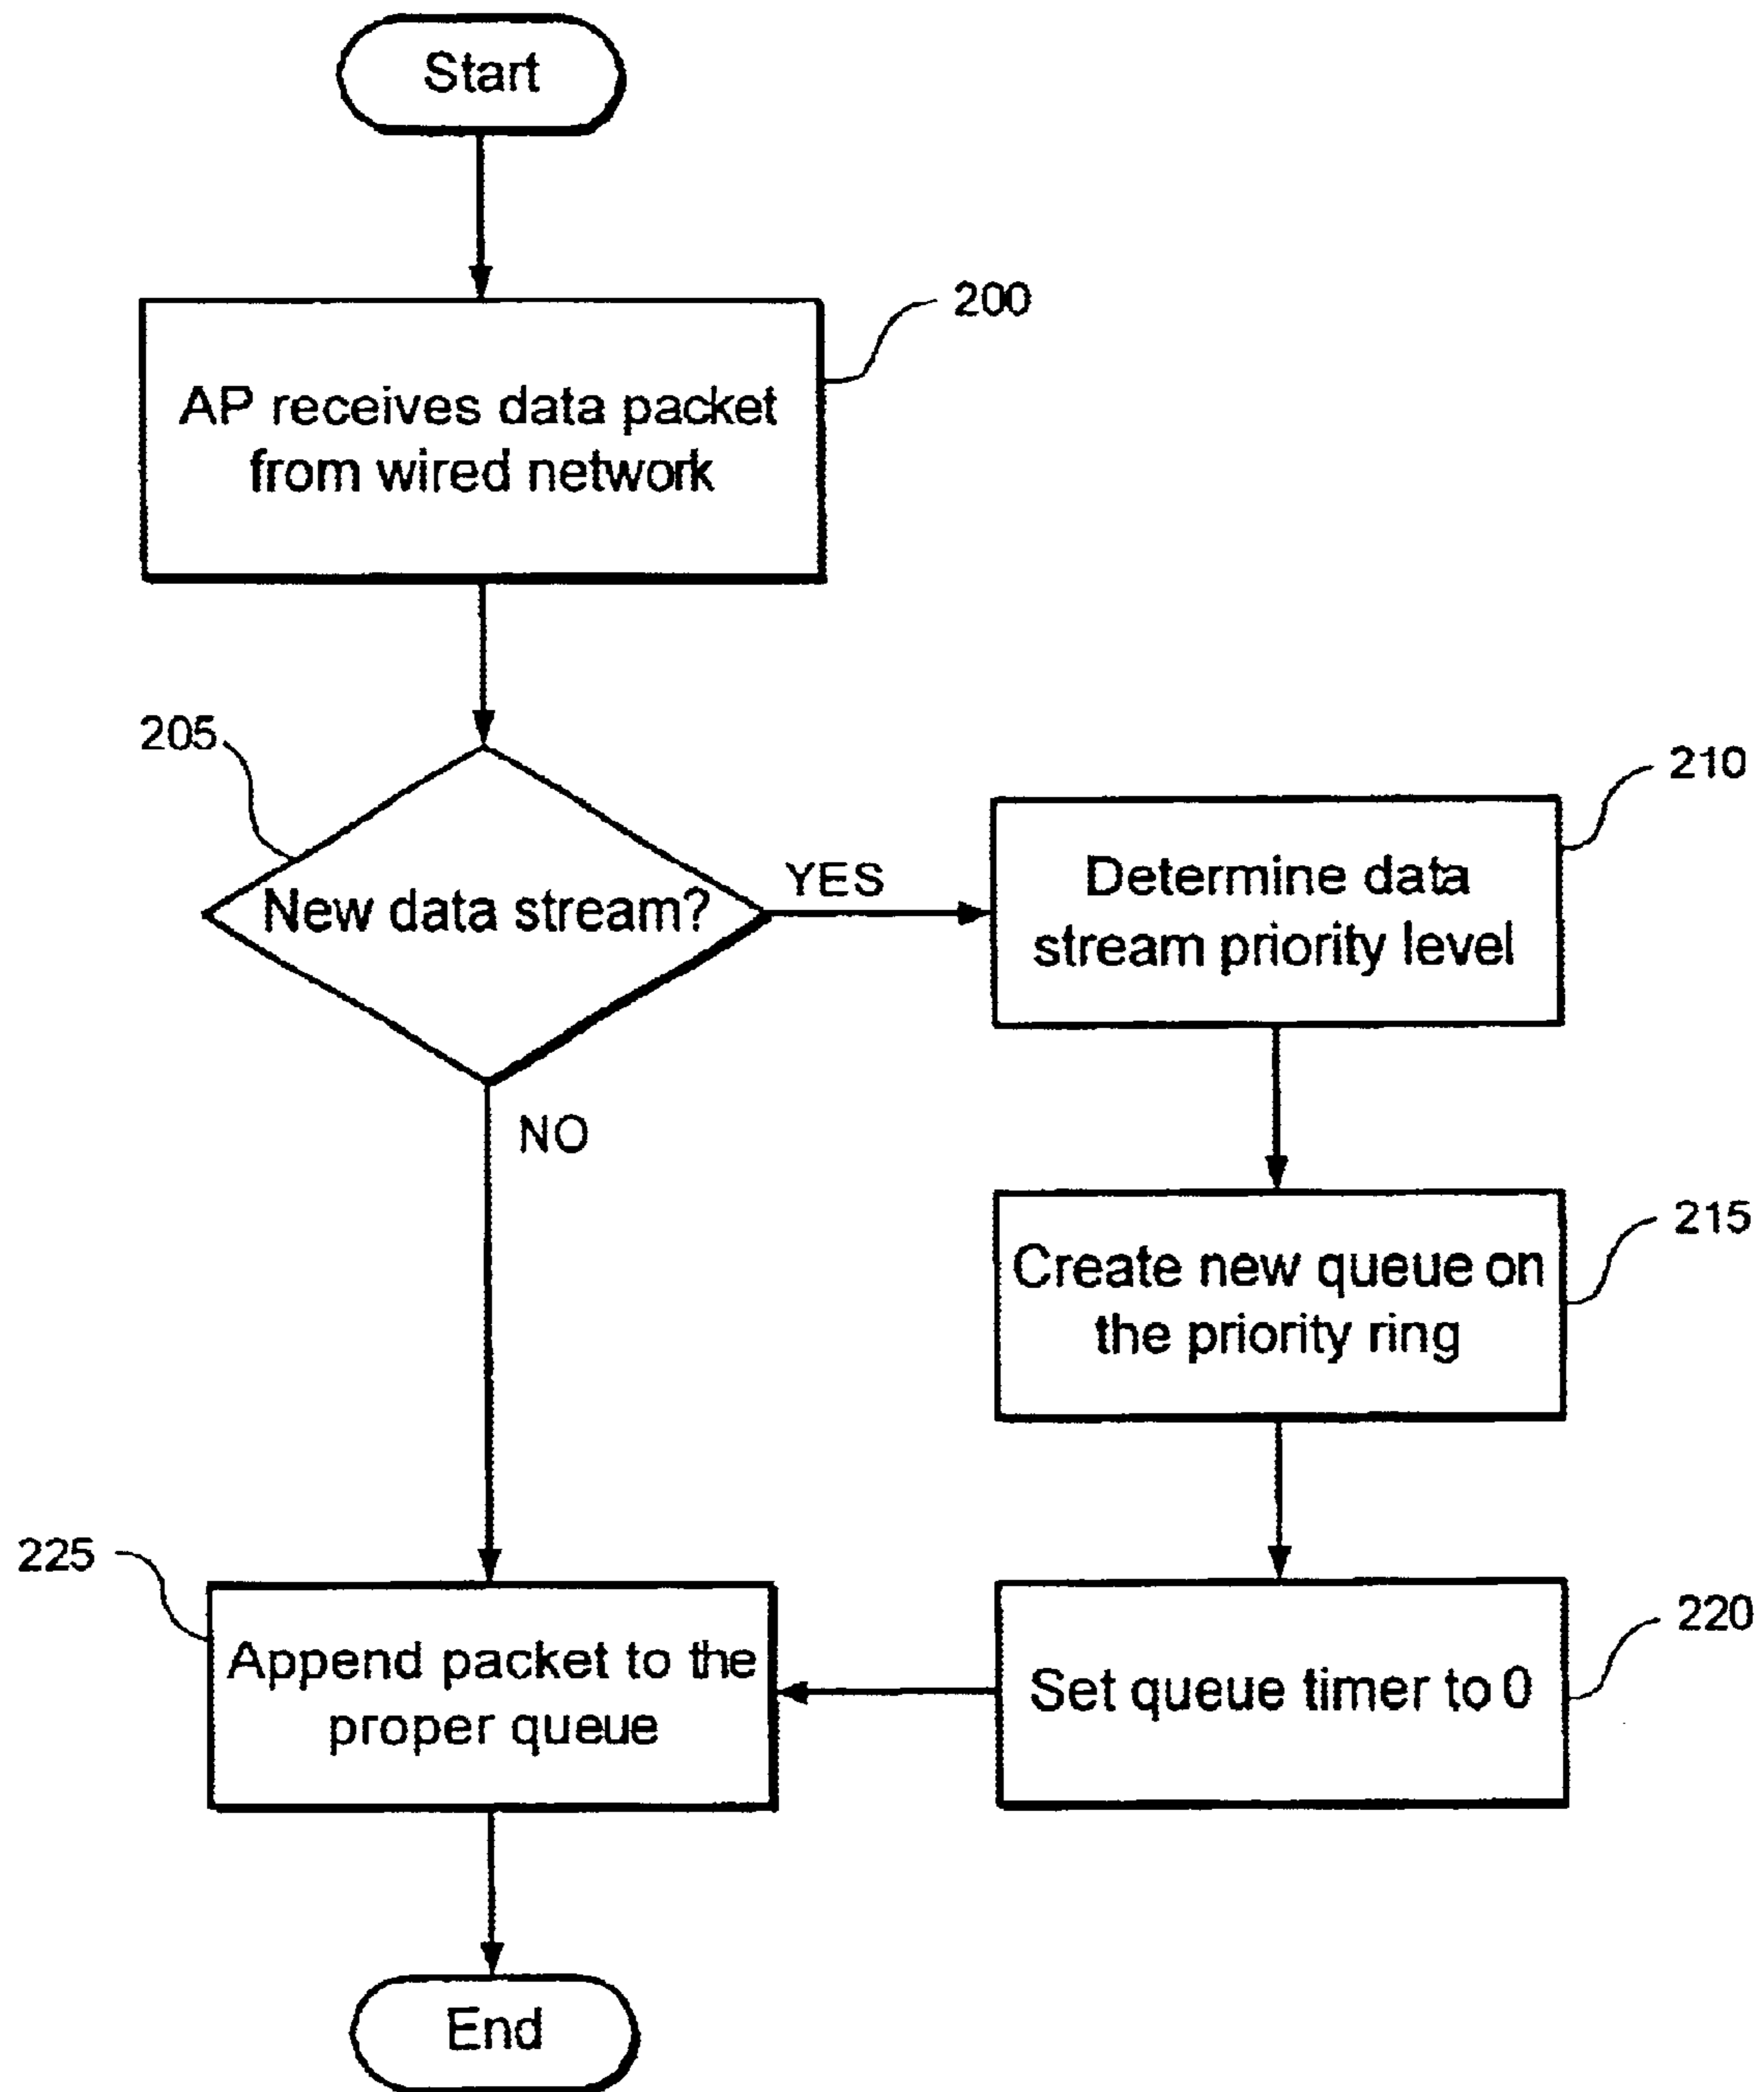 Start
200
AP receives data packet
from wired network
205
New data stream?
YES
210
Determine data
stream priority level
NO
215
Create new queue on
the priority ring
220
Set queue timer to 0
225
Append packet to the
proper queue
End